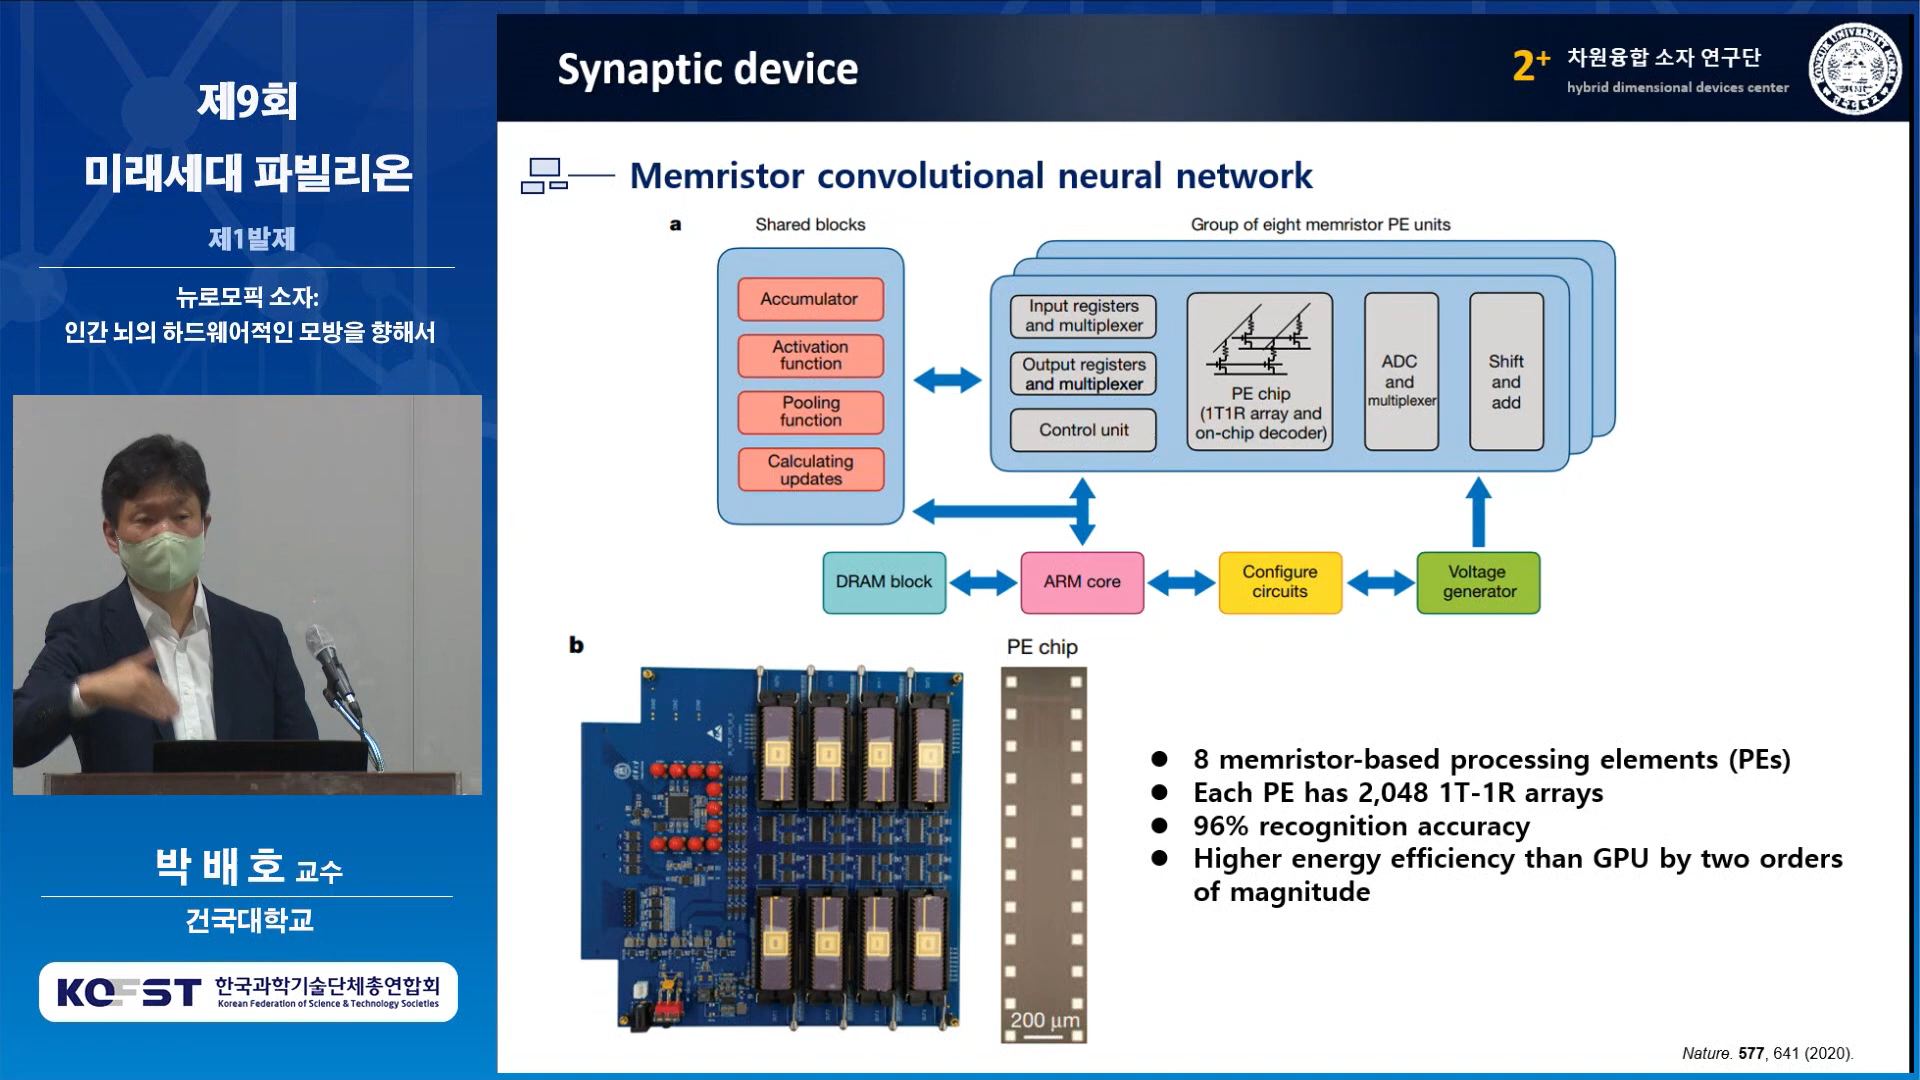 제9회
미래세대 파빌리온
제1발제
뉴로모픽 소자:
인간 뇌의 하드웨어적인 모방을 향해서
박 배 호 교수
건국대학교
KOFST 한국과학기술단체총연합회
Korean Federation of Science & Technology Societies
Synaptic device
2+ 차원융합 소자 연구단
hybrid dimensional devices center
Memristor convolutional neural network
a
Shared blocks
Accumulator
Activation
function
Pooling
function
Calculating
updates
Group of eight memristor PE units
Input registers
and multiplexer
Output registers
and multiplexer
Control unit
PE chip
(1T1R array and
on-chip decoder)
ADC
and
multiplexer
Shift
and
add
DRAM block
ARM core
Configure
circuits
Voltage
generator
b
PE chip
200 μm
● 8 memristor-based processing elements (PEs)
● Each PE has 2,048 1T-1R arrays
● 96% recognition accuracy
● Higher energy efficiency than GPU by two orders
of magnitude
Nature. 577, 641 (2020).